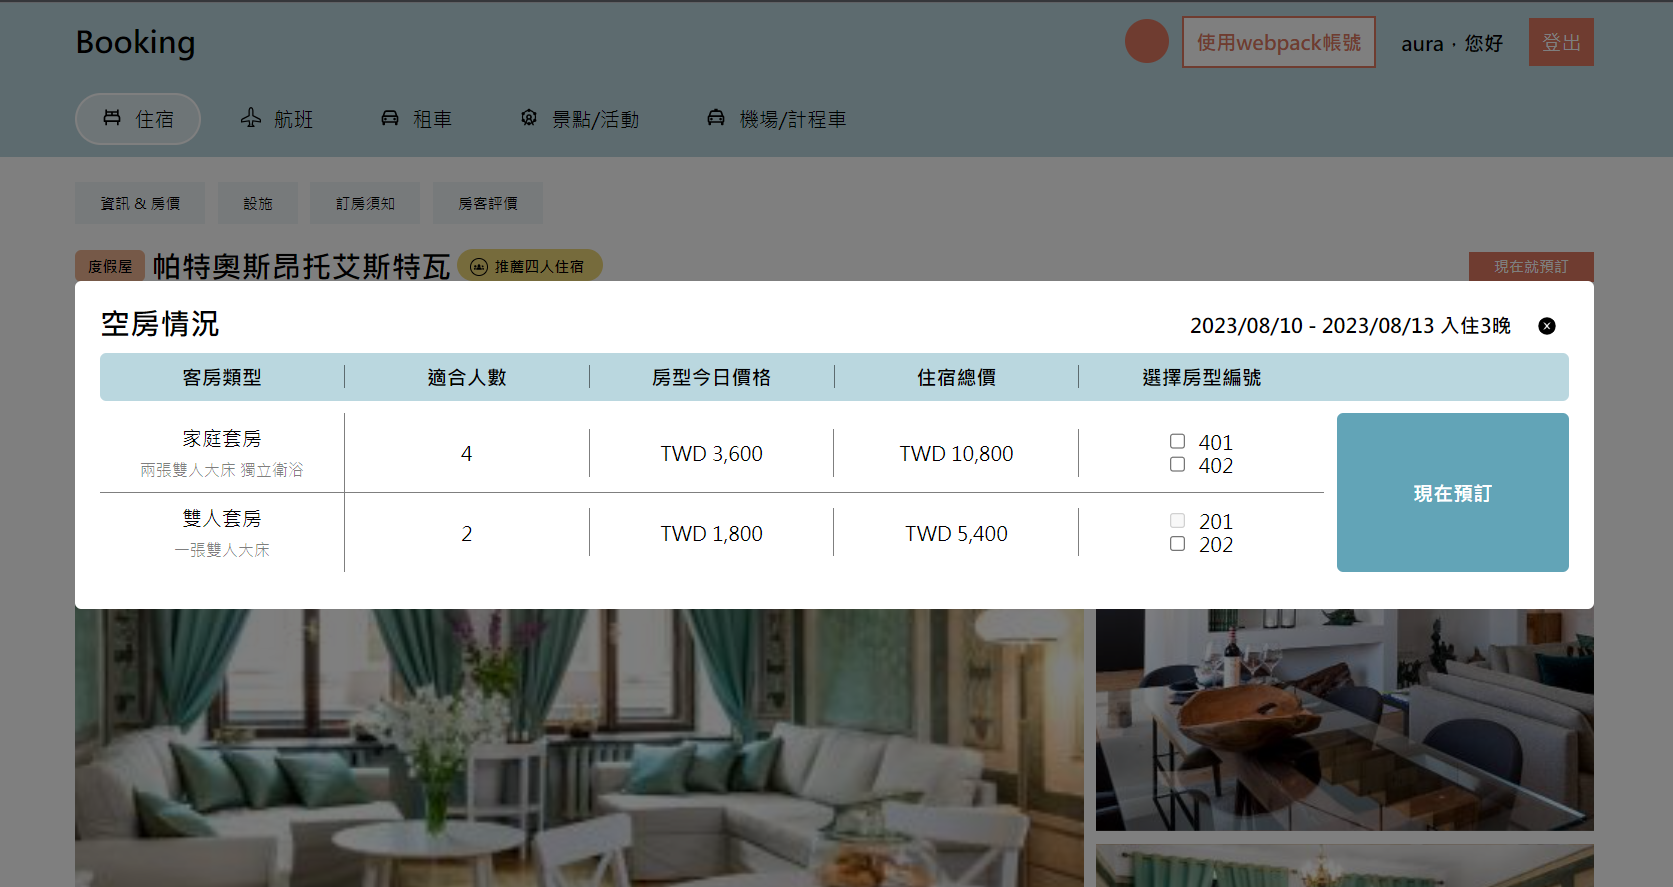 Booking
使用webpack帳號
aura，您好
登出
住宿
航班
租車
景點/活動
機場/計程車
資訊 & 房價
設施
訂房須知
房客評價
度假屋
帕特奧斯昂托艾斯特瓦
推薦四人住宿
現在就預訂
空房情況
2023/08/10 - 2023/08/13 入住3晚
客房類型
適合人數
房型今日價格
住宿總價
選擇房型編號
家庭套房
兩張雙人大床 獨立衛浴
4
TWD 3,600
TWD 10,800
401
402
雙人套房
一張雙人大床
2
TWD 1,800
TWD 5,400
201
202
現在預訂